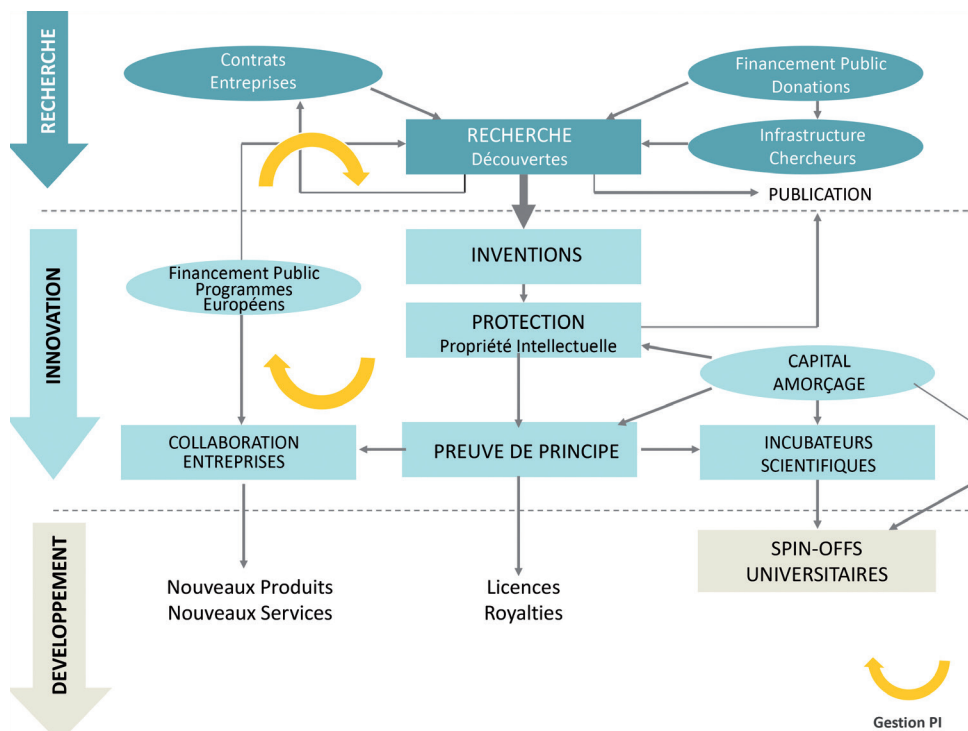 RECHERCHE
Contrats
Entreprises
Financement Public
Donations
RECHERCHE
Découvertes
Infrastructure
Chercheurs
PUBLICATION
INNOVATION
INVENTIONS
Financement Public
Programmes
Européens
PROTECTION
Propriété Intellectuelle
CAPITAL
AMORÇAGE
COLLABORATION
ENTREPRISES
PREUVE DE PRINCIPE
INCUBATEURS
SCIENTIFIQUES
DEVELOPPEMENT
Nouveaux Produits
Nouveaux Services
Licences
Royalties
SPIN-OFFS
UNIVERSITAIRES
Gestion PI